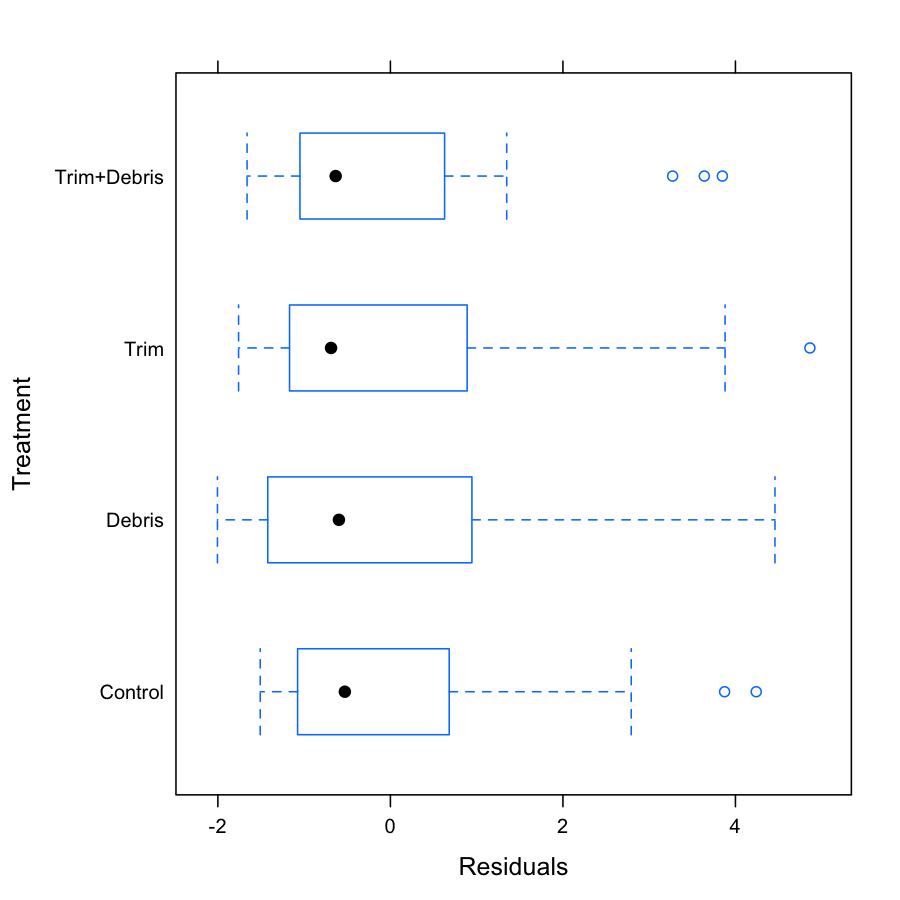 Trim+Debris
Trim
Debris
Control
Treatment
-2 0 2 4
Residuals